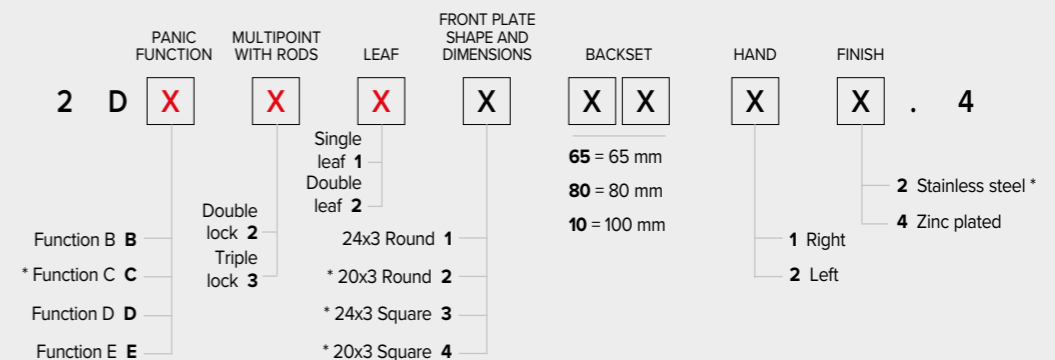 PANIC
FUNCTION
MULTIPOINT
WITH RODS
LEAF
FRONT PLATE
SHAPE AND
DIMENSIONS
BACKSET
HAND
FINISH
2 D X X X X X X X X . 4
Single
leaf 1
Double
leaf 2
Double
lock 2
Triple
lock 3
Function B B
* Function C C
Function D D
Function E E
24x3 Round 1
* 20x3 Round 2
* 24x3 Square 3
* 20x3 Square 4
65 = 65 mm
80 = 80 mm
10 = 100 mm
1 Right
2 Left
2 Stainless steel *
4 Zinc plated